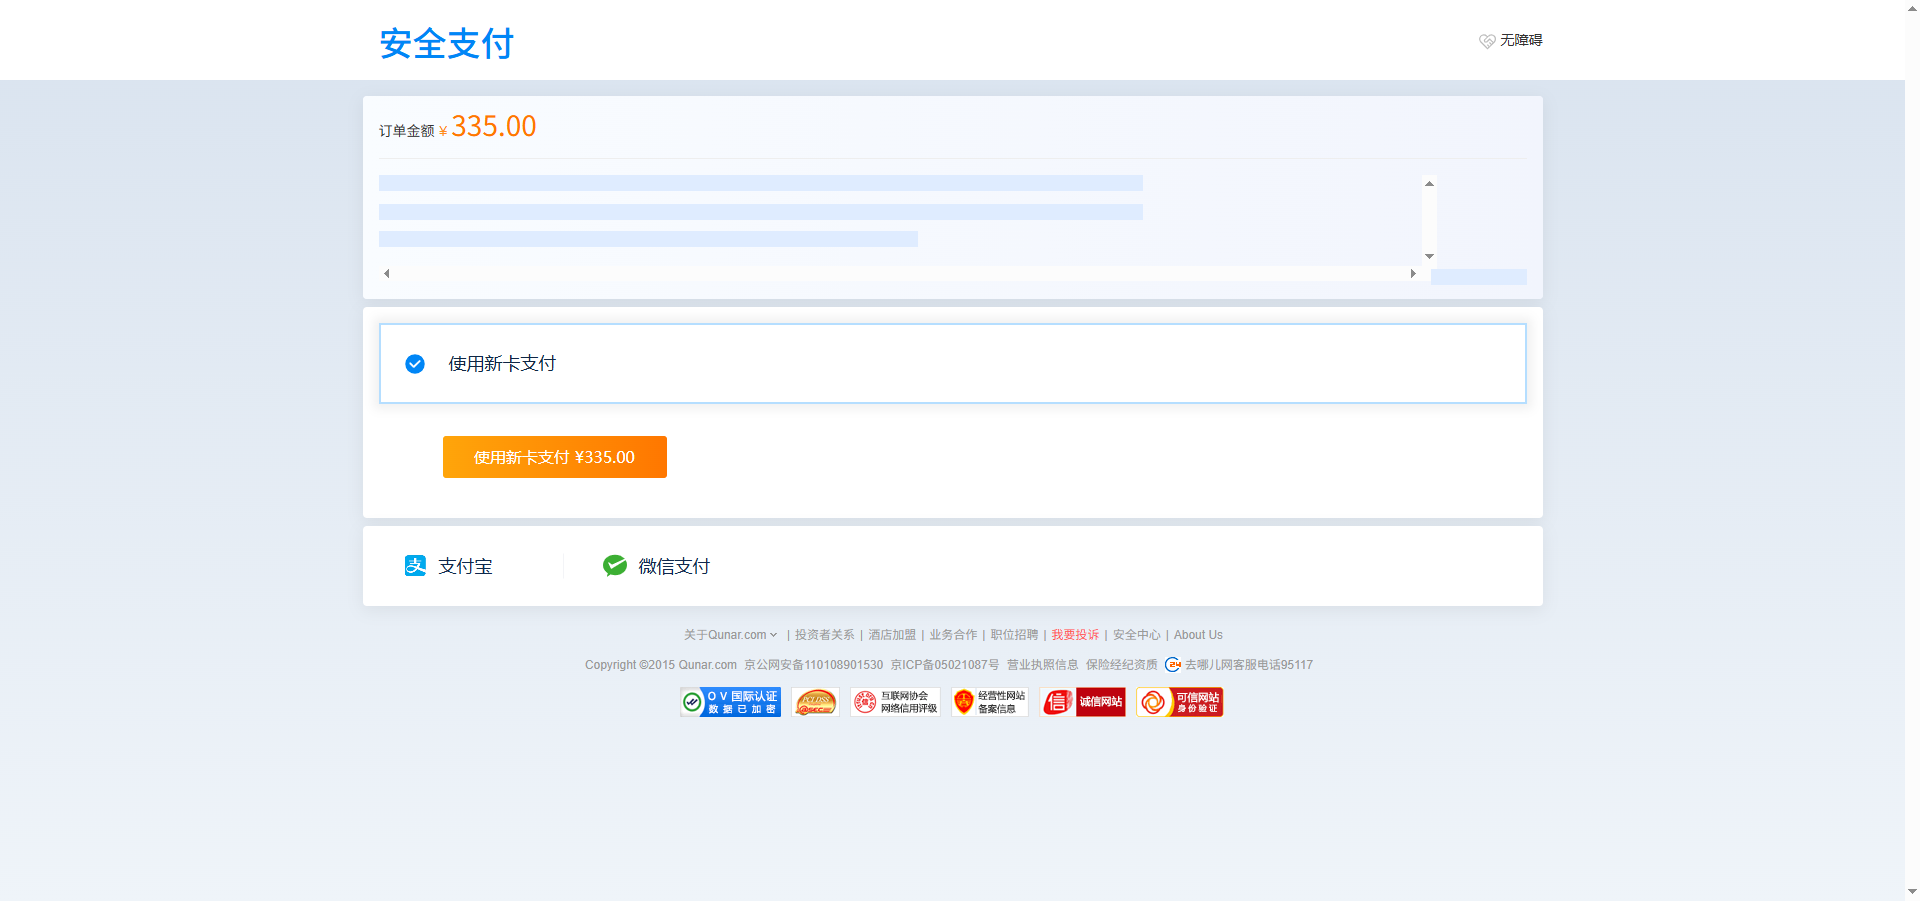 安全支付
无障碍
订单金额 ¥ 335.00
使用新卡支付
使用新卡支付 ¥335.00
支付宝
微信支付
关于Qunar.com | 投资者关系 | 酒店加盟 | 业务合作 | 职位招聘 | 我要投诉 | 安全中心 | About Us
Copyright ©2015 Qunar.com 京公网安备110108901530 京ICP备05021087号 营业执照信息 保险经纪资质 去哪儿网客服电话95117
OV国际认证
数据已加密
互联网协会
网络信用评级
经营性网站
备案信息
诚信网站
可信网站
身份验证